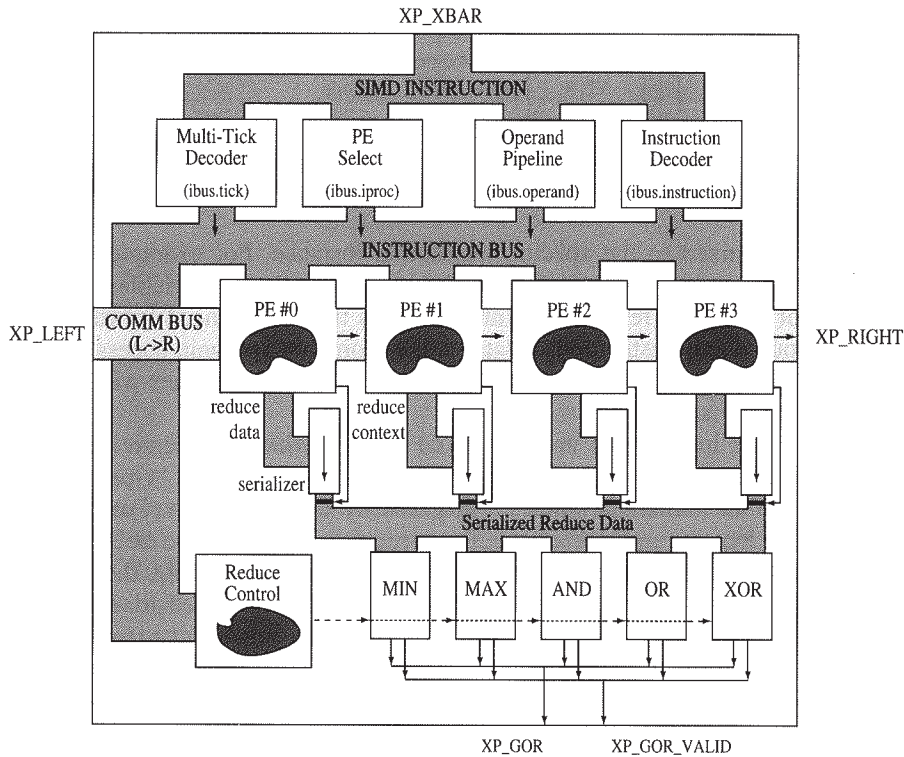 XP_XBAR
SIMD INSTRUCTION
Multi-Tick
Decoder
(ibus.tick)
PE
Select
(ibus.iproc)
Operand
Pipeline
(ibus.operand)
Instruction
Decoder
(ibus.instruction)
INSTRUCTION BUS
XP_LEFT
COMM BUS
(L->R)
PE #0
PE #1
PE #2
PE #3
XP_RIGHT
reduce
data
reduce
context
serializer
Serialized Reduce Data
Reduce
Control
MIN
MAX
AND
OR
XOR
XP_GOR
XP_GOR_VALID